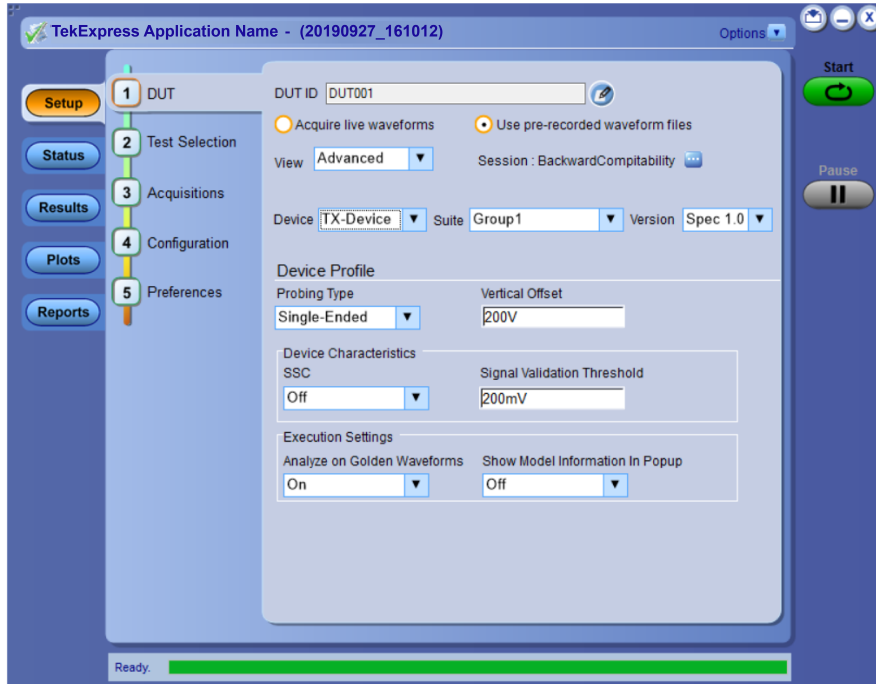 TekExpress Application Name - (20190927_161012)
Options
Start
Pause
Setup
Status
Results
Plots
Reports
1 DUT
2 Test Selection
3 Acquisitions
4 Configuration
5 Preferences
DUT ID DUT001
Acquire live waveforms Use pre-recorded waveform files
View Advanced Session : BackwardCompitability
Device TX-Device Suite Group1 Version Spec 1.0
Device Profile
Probing Type Vertical Offset
Single-Ended 200V
Device Characteristics
SSC Signal Validation Threshold
Off 200mV
Execution Settings
Analyze on Golden Waveforms Show Model Information In Popup
On Off
Ready.